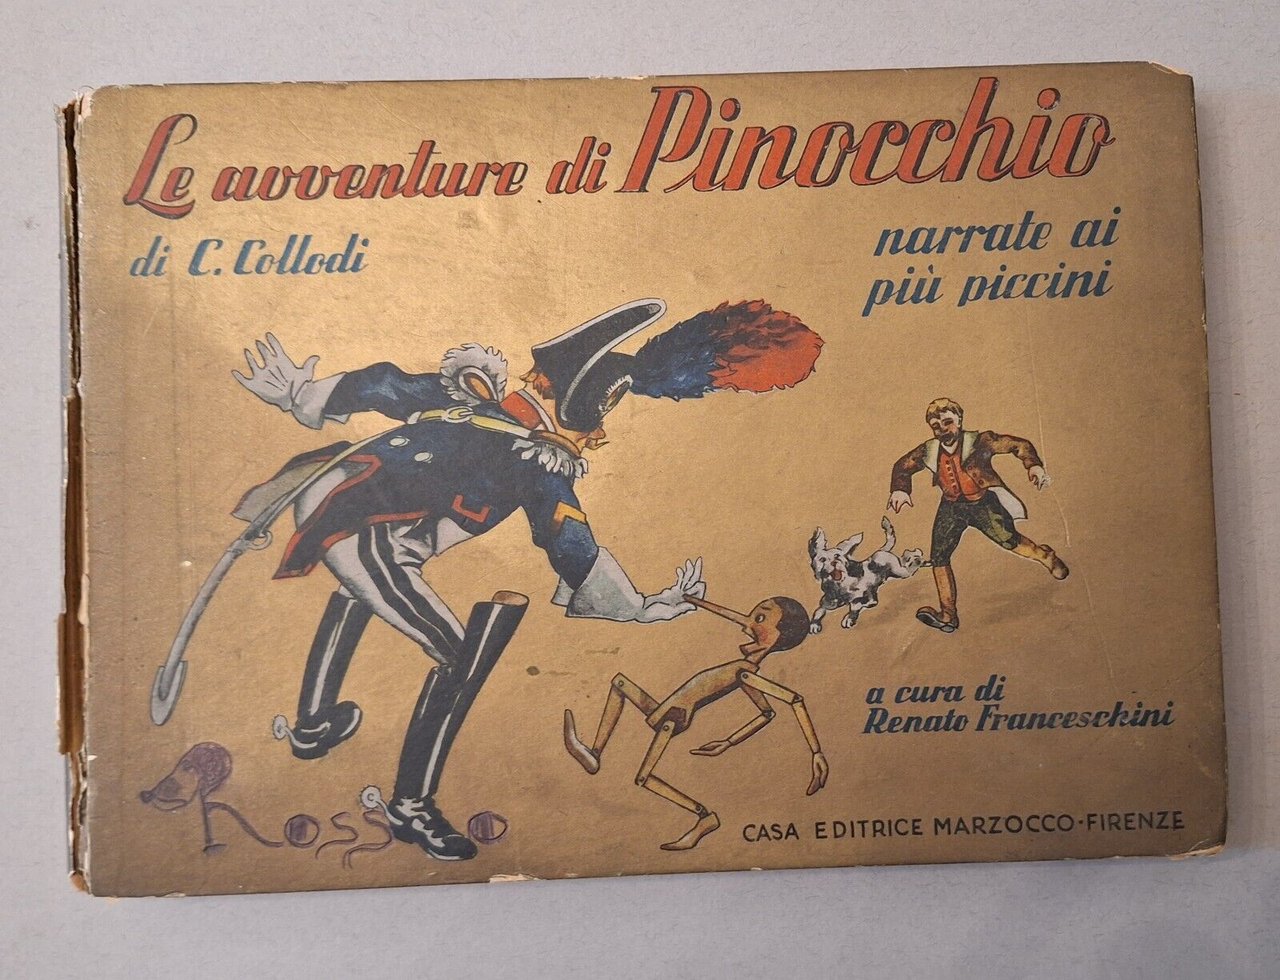 Le avventure di Pinocchio
di C. Collodi
narrate ai
più piccini
a cura di
Renato Franceschini
CASA EDITRICE MARZOCCO - FIRENZE
Rosso